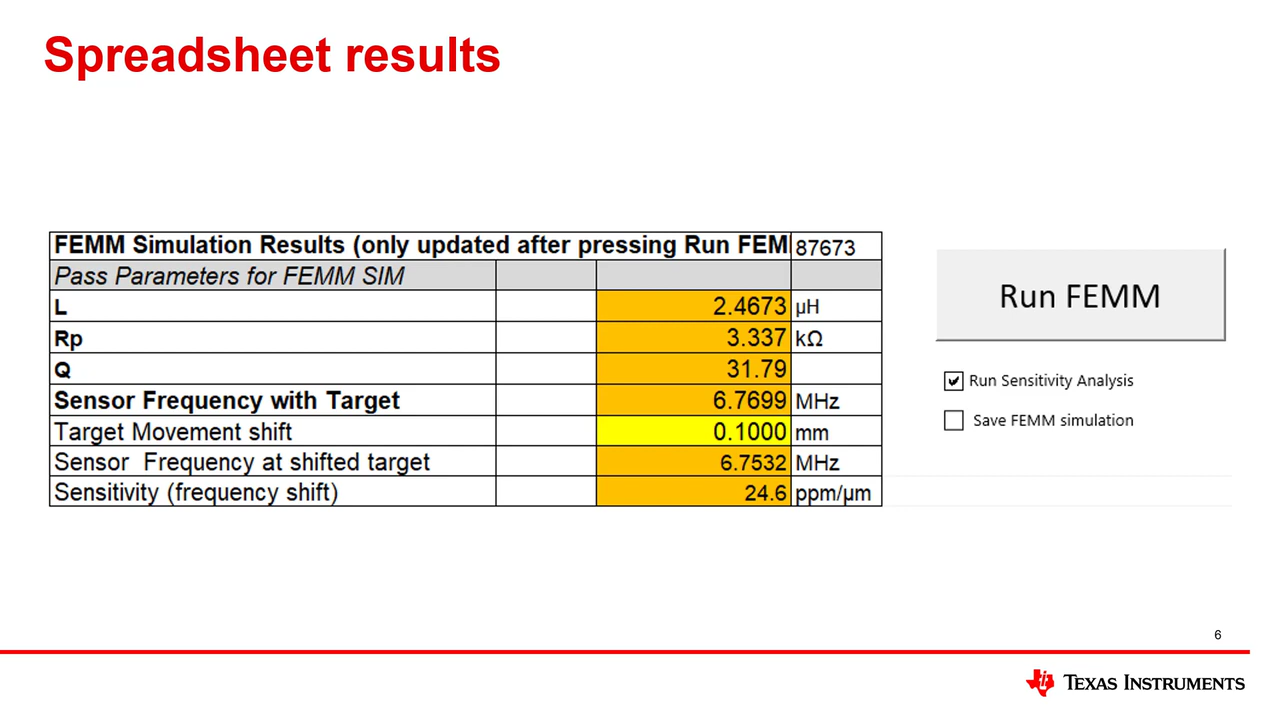 Spreadsheet results
FEMM Simulation Results (only updated after pressing Run FEM 87673
Pass Parameters for FEMM SIM
L 2.4673 µH
Rp 3.337 kΩ
Q 31.79
Sensor Frequency with Target 6.7699 MHz
Target Movement shift 0.1000 mm
Sensor Frequency at shifted target 6.7532 MHz
Sensitivity (frequency shift) 24.6 ppm/µm
Run FEMM
Run Sensitivity Analysis
Save FEMM simulation
6
TEXAS INSTRUMENTS